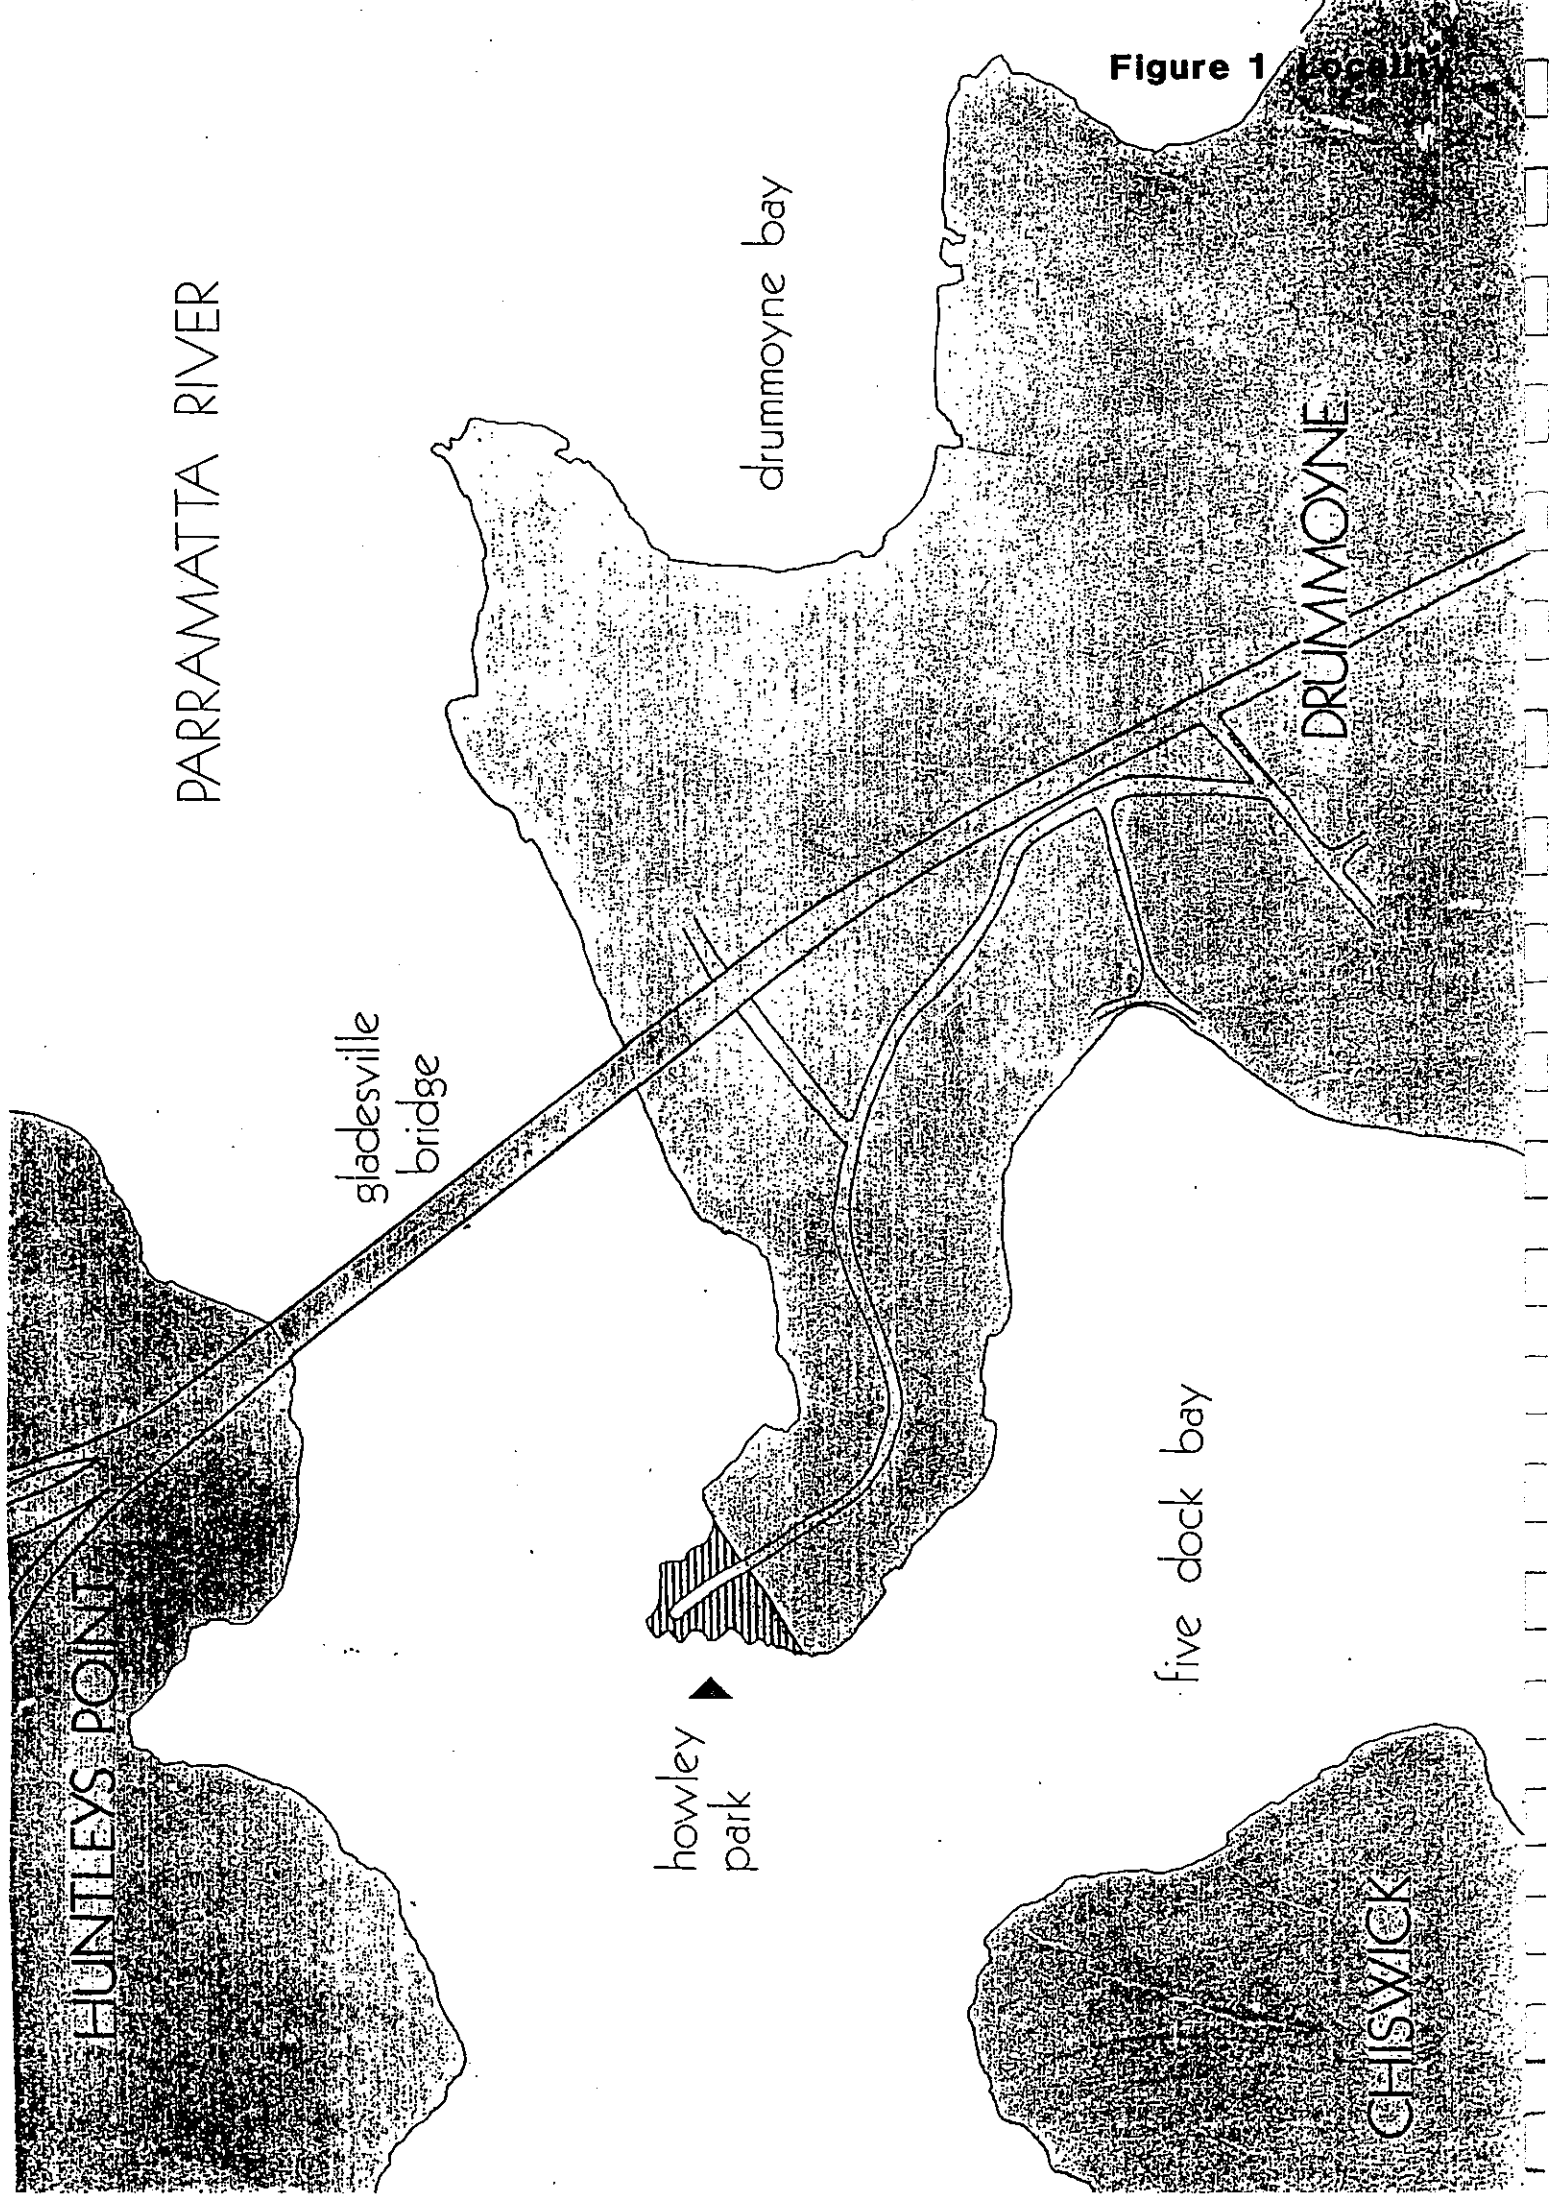 Figure 1 Locality
PARRAMATTA RIVER
drummoyne bay
gladesville
bridge
HUNTLEYS POINT
howley
park
DRUMMOYNE
five dock bay
CHISWICK